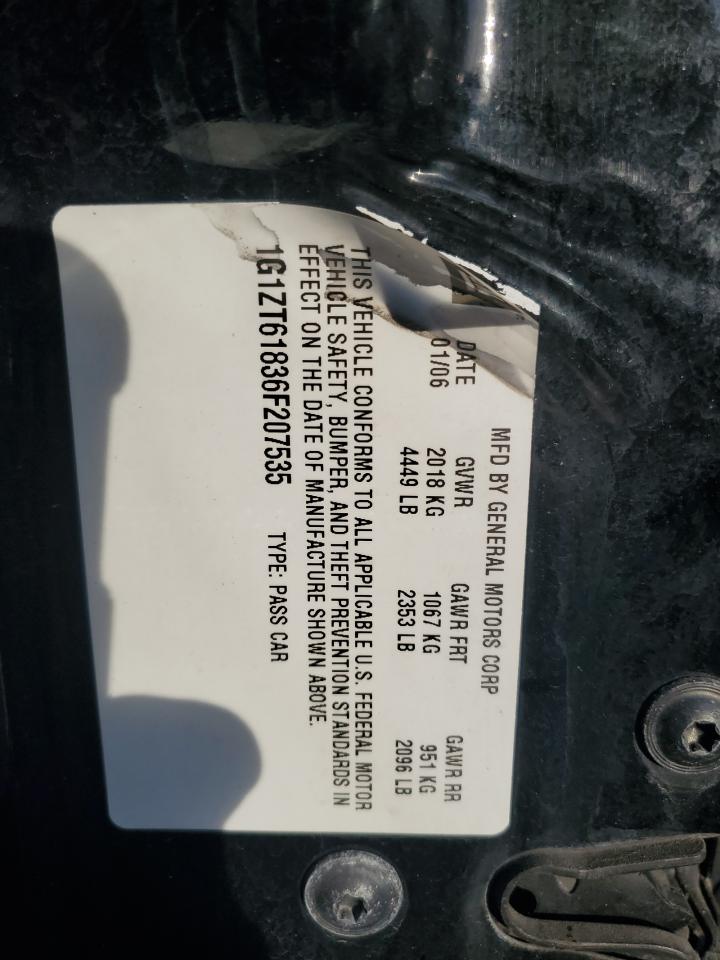 MFD BY GENERAL MOTORS CORP
DATE GVWR GAWR FRT GAWR RR
01/06 2018 KG 1067 KG 951 KG
4449 LB 2353 LB 2096 LB
THIS VEHICLE CONFORMS TO ALL APPLICABLE U.S. FEDERAL MOTOR
VEHICLE SAFETY, BUMPER, AND THEFT PREVENTION STANDARDS IN
EFFECT ON THE DATE OF MANUFACTURE SHOWN ABOVE.
1G1ZT61836F207535 TYPE: PASS CAR